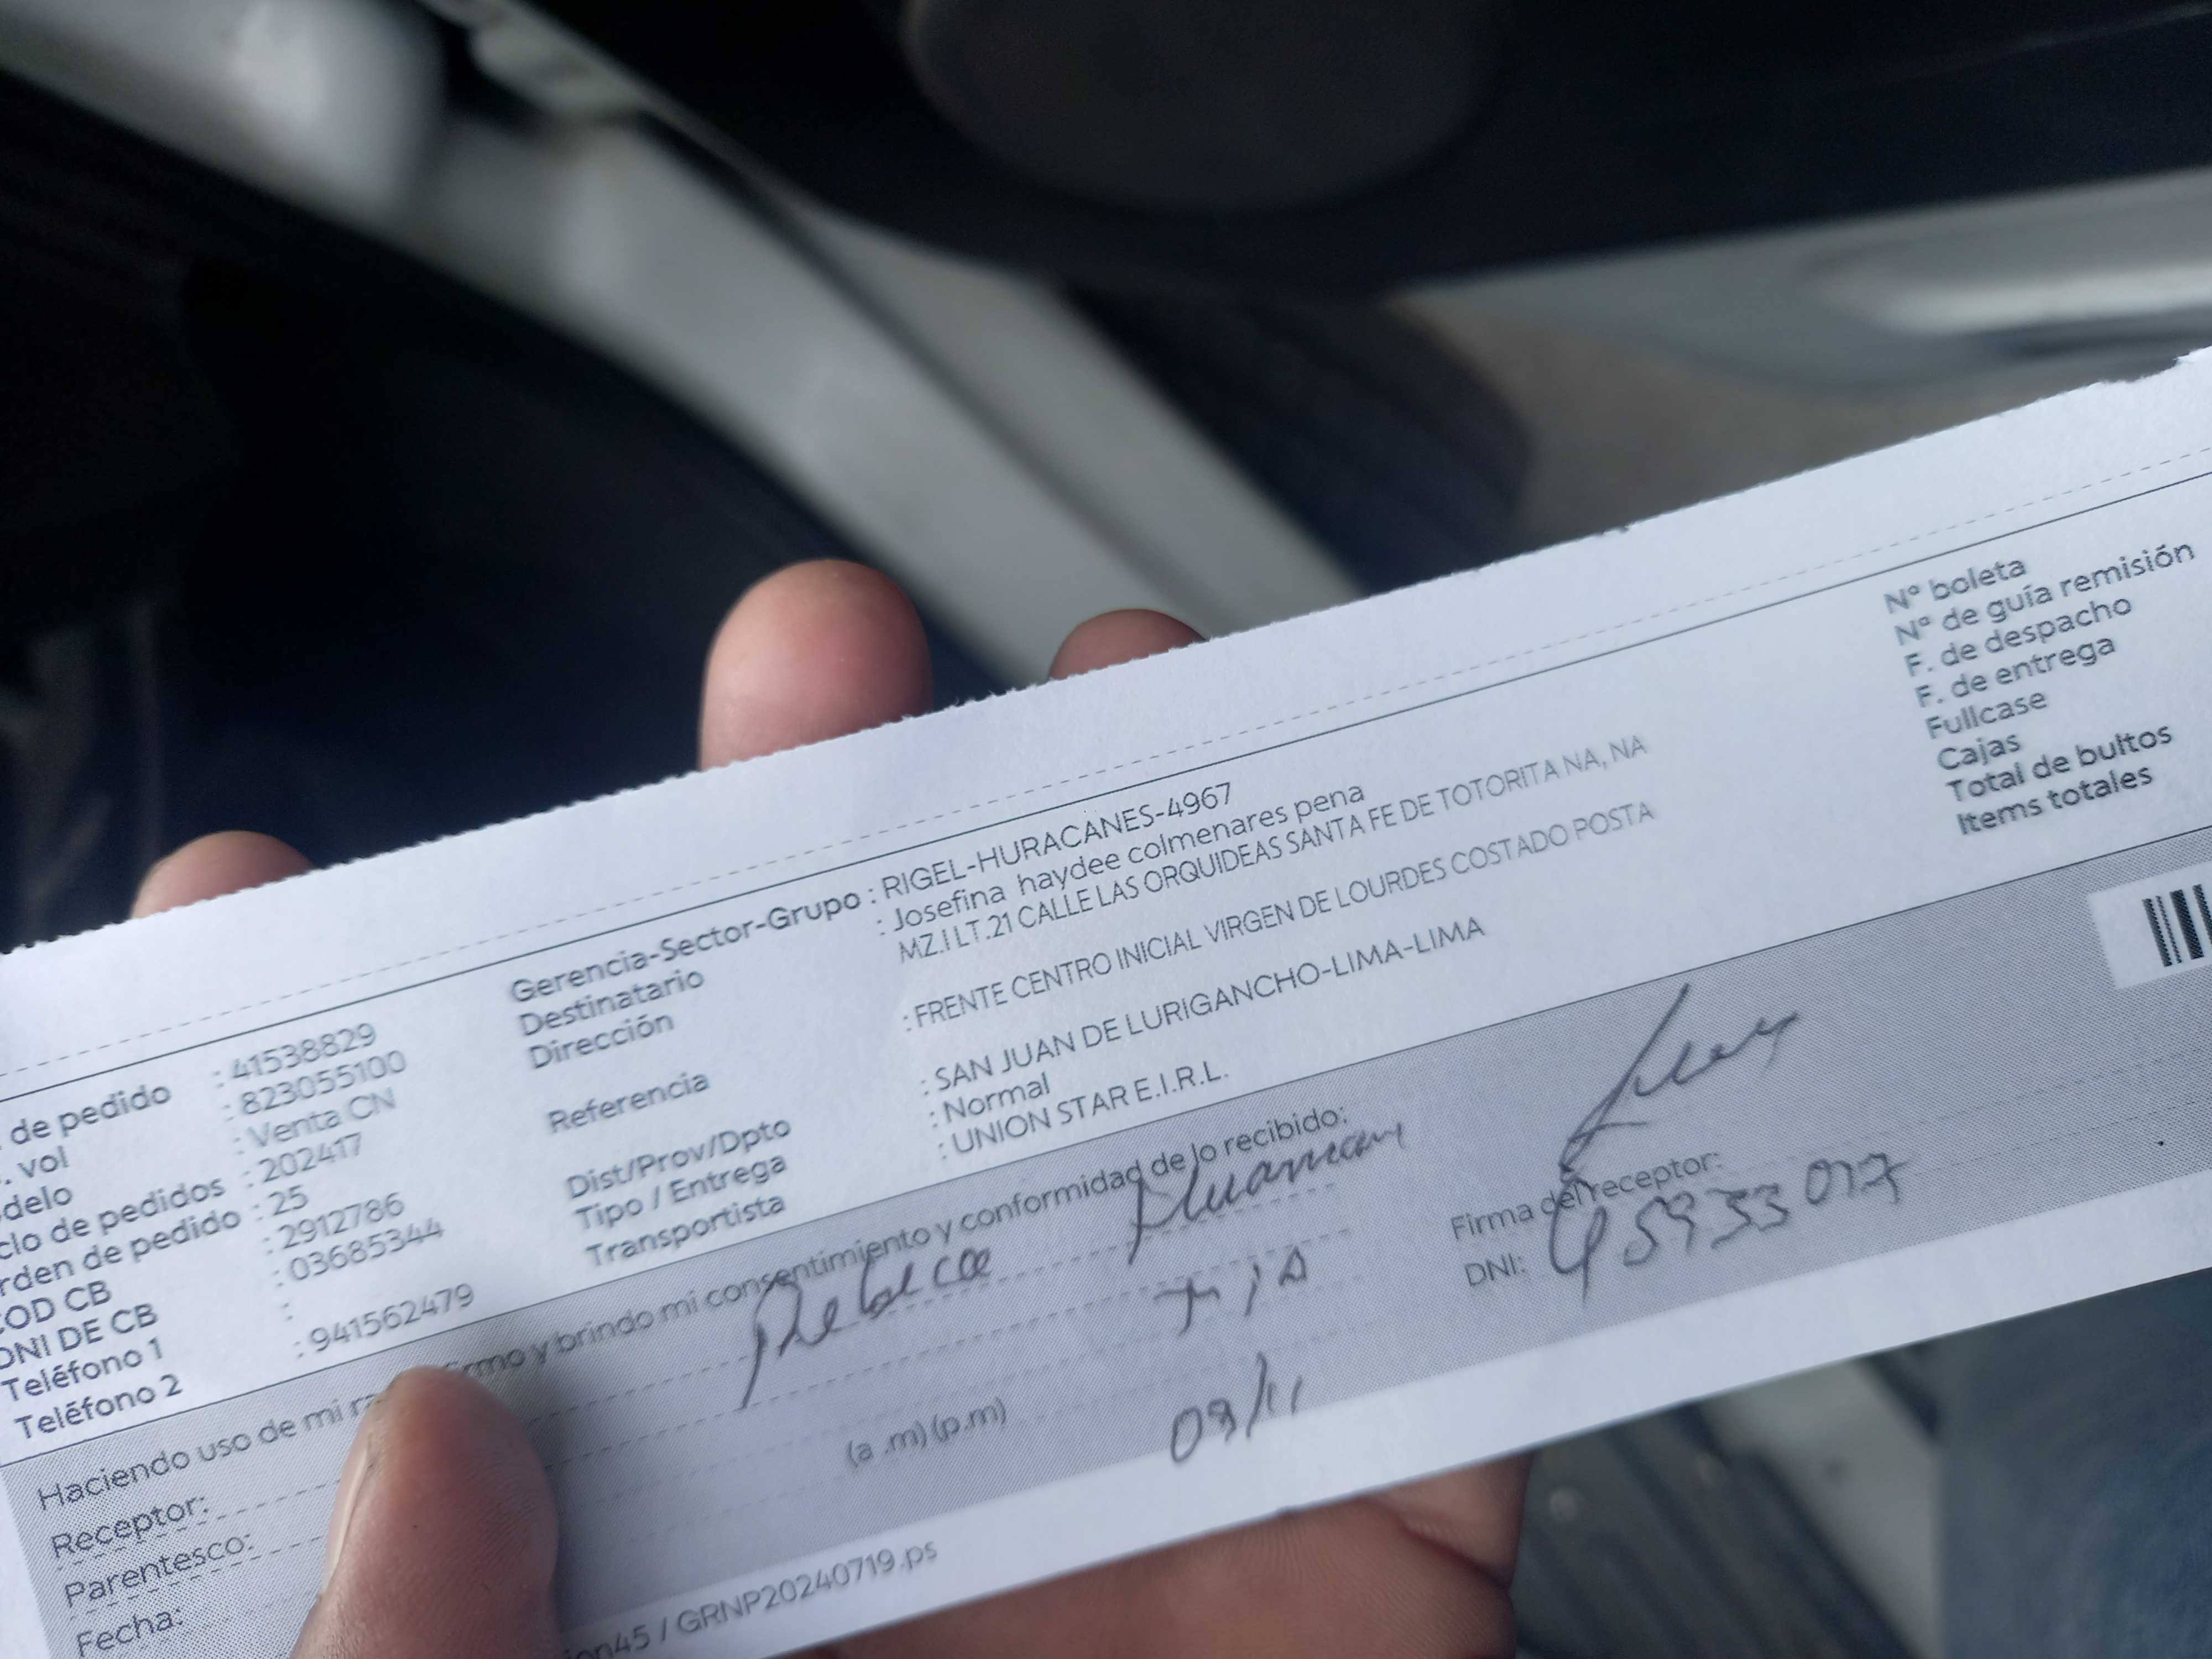 de pedido : 41538829
. vol : 823055100
delo : Venta CN
clo de pedidos : 202417
rden de pedido : 25
COD CB : 2912786
DNI DE CB : 03685344
Teléfono 1 :
Teléfono 2 : 941562479
Gerencia-Sector-Grupo : RIGEL-HURACANES-4967
Destinatario : Josefina haydee colmenares pena
Dirección MZ.I LT.21 CALLE LAS ORQUIDEAS SANTA FE DE TOTORITA NA, NA
Referencia : FRENTE CENTRO INICIAL VIRGEN DE LOURDES COSTADO POSTA
Dist/Prov/Dpto : SAN JUAN DE LURIGANCHO-LIMA-LIMA
Tipo / Entrega : Normal
Transportista : UNION STAR E.I.R.L.
Nº boleta
Nº de guía remisión
F. de despacho
F. de entrega
Fullcase
Cajas
Total de bultos
Items totales
Haciendo uso de mi firmo y brindo mi consentimiento y conformidad de lo recibido:
Receptor: Rebeca Huaman
Parentesco:
Fecha: (a .m) (p.m) 09/11
Firma del receptor:
DNI:
ion45 / GRNP20240719.ps